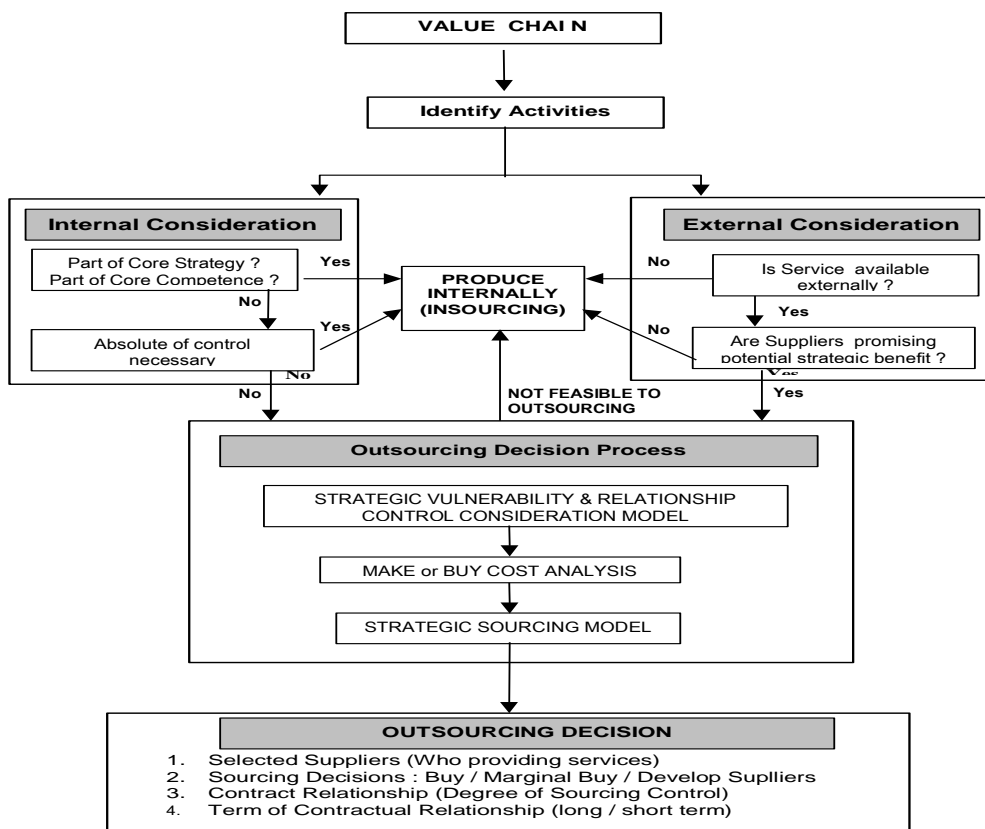 VALUE CHAI N
Identify Activities
Internal Consideration
Part of Core Strategy ?
Part of Core Competence ?
Yes
No
Absolute of control
necessary
Yes
No
No
External Consideration
No
Is Service available
externally ?
Yes
No
Are Suppliers promising
potential strategic benefit ?
Yes
Yes
PRODUCE
INTERNALLY
(INSOURCING)
NOT FEASIBLE TO
OUTSOURCING
Outsourcing Decision Process
STRATEGIC VULNERABILITY & RELATIONSHIP
CONTROL CONSIDERATION MODEL
MAKE or BUY COST ANALYSIS
STRATEGIC SOURCING MODEL
OUTSOURCING DECISION
1. Selected Suppliers (Who providing services)
2. Sourcing Decisions : Buy / Marginal Buy / Develop Suplliers
3. Contract Relationship (Degree of Sourcing Control)
4. Term of Contractual Relationship (long / short term)